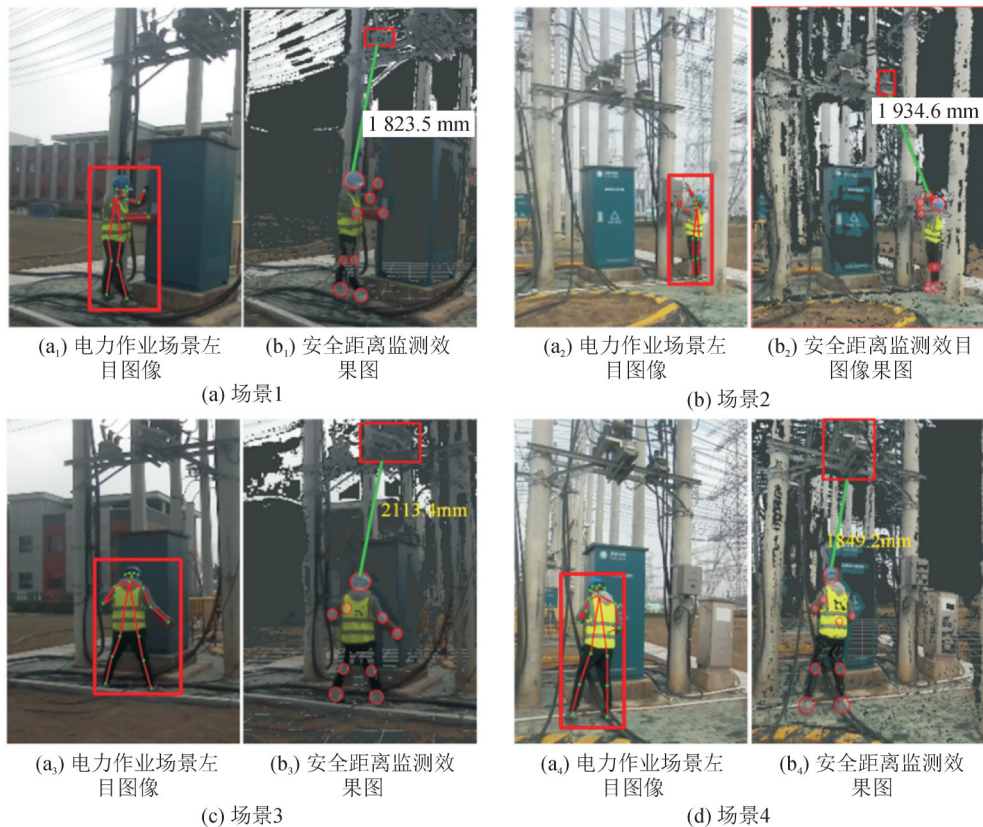 1 823.5 mm
1 934.6 mm
(a₁) 电力作业场景左
目图像
(b₁) 安全距离监测效
果图
(a) 场景1
(a₂) 电力作业场景左
目图像
(b₂) 安全距离监测效目
图像果图
(b) 场景2
2113.4mm
1849.2mm
(a₃) 电力作业场景左
目图像
(b₃) 安全距离监测效
果图
(c) 场景3
(a₄) 电力作业场景左
目图像
(b₄) 安全距离监测效
果图
(d) 场景4